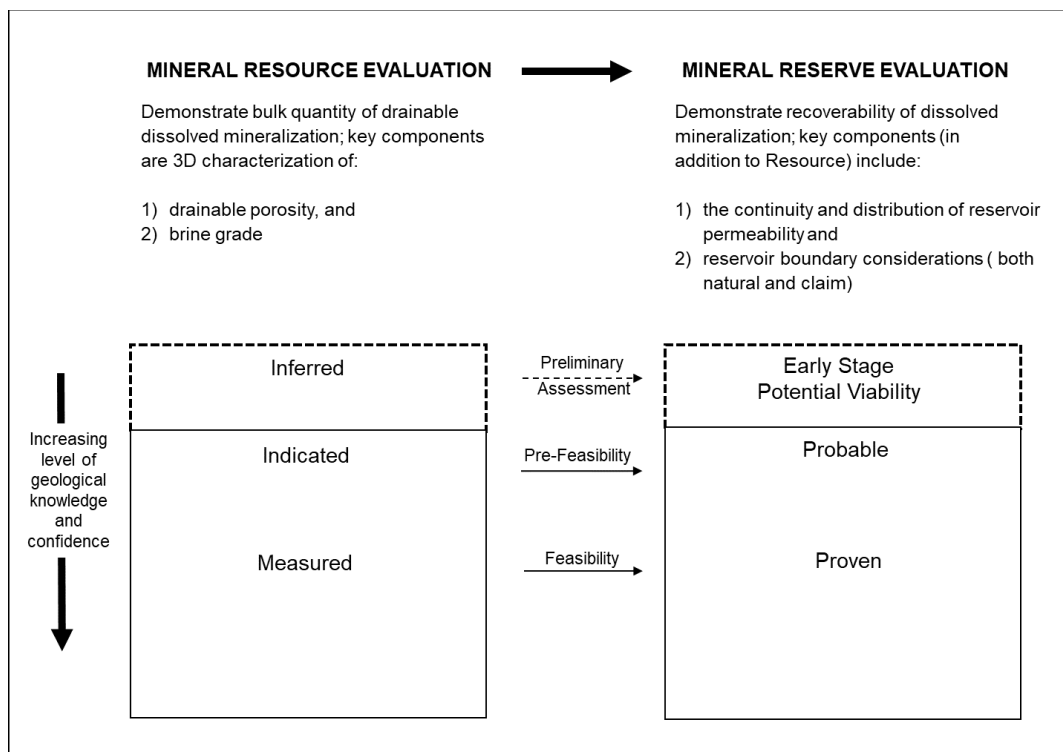 MINERAL RESOURCE EVALUATION
Demonstrate bulk quantity of drainable
dissolved mineralization; key components
are 3D characterization of:
1) drainable porosity, and
2) brine grade
MINERAL RESERVE EVALUATION
Demonstrate recoverability of dissolved
mineralization; key components (in
addition to Resource) include:
1) the continuity and distribution of reservoir
permeability and
2) reservoir boundary considerations ( both
natural and claim)
Increasing
level of
geological
knowledge
and
confidence
Inferred
Preliminary
Assessment
Early Stage
Potential Viability
Indicated
Pre-Feasibility
Probable
Measured
Feasibility
Proven